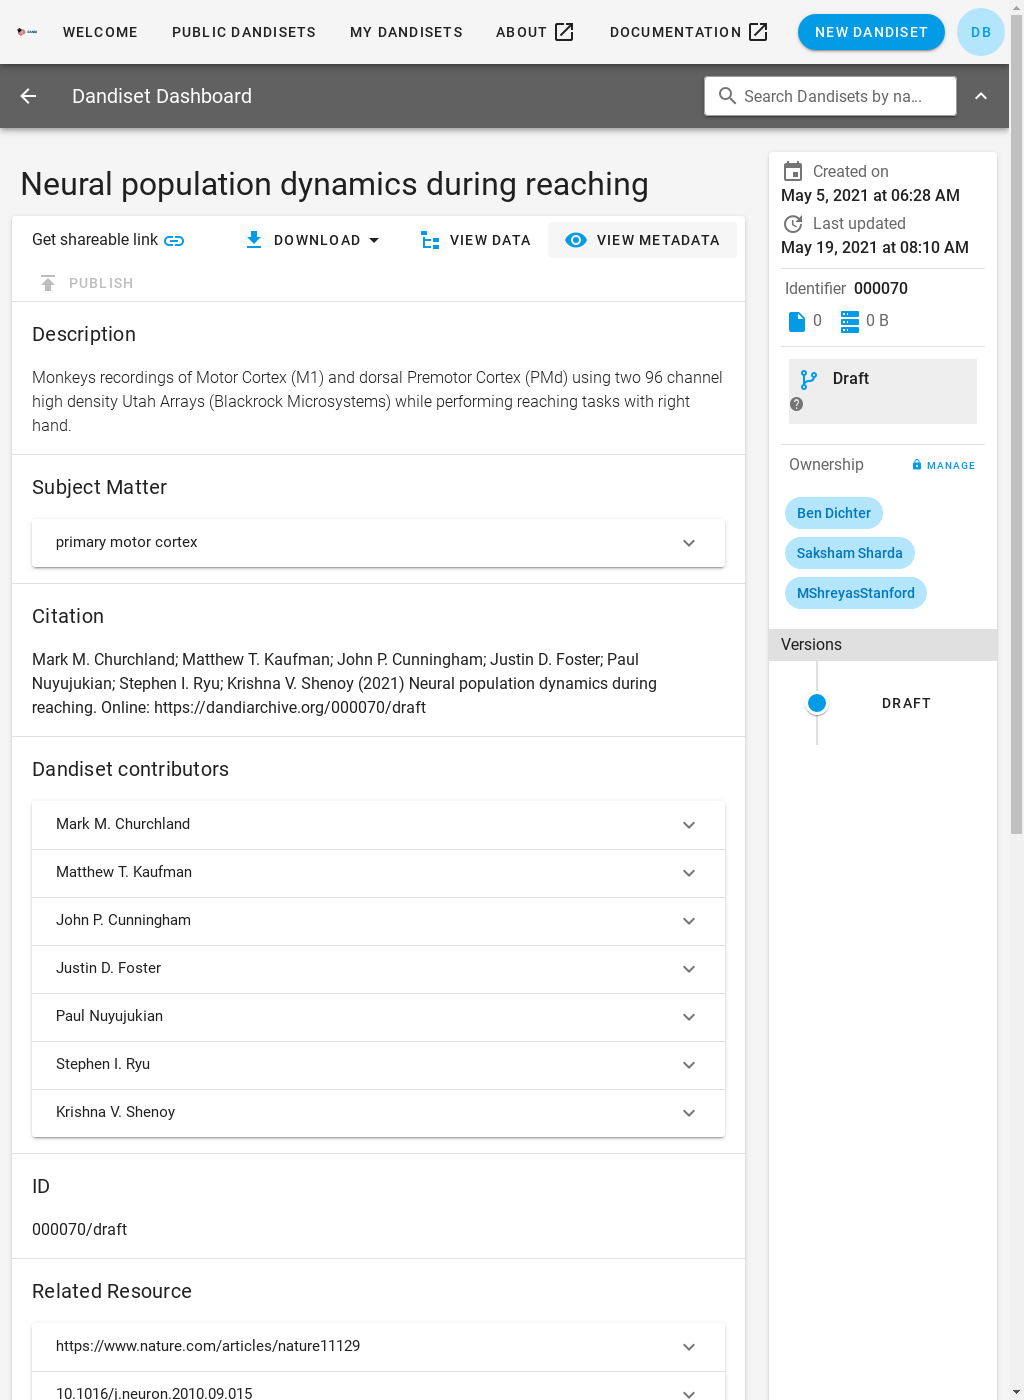 WELCOME PUBLIC DANDISETS MY DANDISETS ABOUT DOCUMENTATION NEW DANDISET DB
Dandiset Dashboard
Search Dandisets by na...
Neural population dynamics during reaching
Get shareable link DOWNLOAD VIEW DATA VIEW METADATA
PUBLISH
Description
Monkeys recordings of Motor Cortex (M1) and dorsal Premotor Cortex (PMd) using two 96 channel
high density Utah Arrays (Blackrock Microsystems) while performing reaching tasks with right
hand.
Subject Matter
primary motor cortex
Citation
Mark M. Churchland; Matthew T. Kaufman; John P. Cunningham; Justin D. Foster; Paul
Nuyujukian; Stephen I. Ryu; Krishna V. Shenoy (2021) Neural population dynamics during
reaching. Online: https://dandiarchive.org/000070/draft
Dandiset contributors
Mark M. Churchland
Matthew T. Kaufman
John P. Cunningham
Justin D. Foster
Paul Nuyujukian
Stephen I. Ryu
Krishna V. Shenoy
ID
000070/draft
Related Resource
https://www.nature.com/articles/nature11129
10.1016/j.neuron.2010.09.015
Created on
May 5, 2021 at 06:28 AM
Last updated
May 19, 2021 at 08:10 AM
Identifier 000070
0 0 B
Draft
Ownership MANAGE
Ben Dichter
Saksham Sharda
MShreyasStanford
Versions
DRAFT